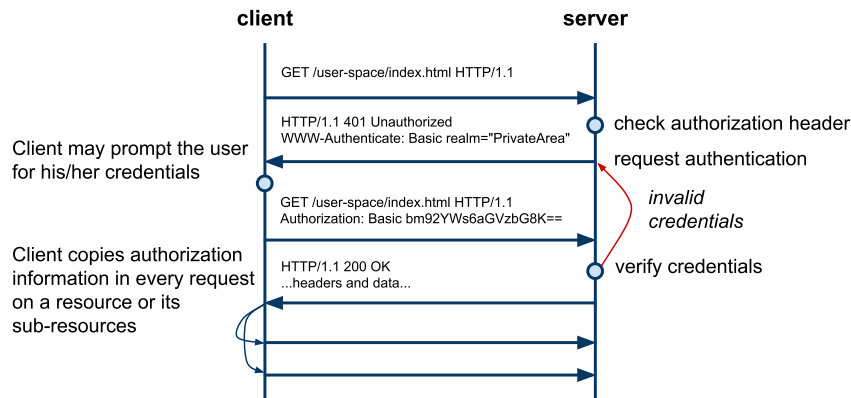 client
server
GET /user-space/index.html HTTP/1.1
HTTP/1.1 401 Unauthorized
WWW-Authenticate: Basic realm="PrivateArea"
check authorization header
request authentication
Client may prompt the user
for his/her credentials
GET /user-space/index.html HTTP/1.1
Authorization: Basic bm92YWs6aGVzbG8K==
invalid
credentials
Client copies authorization
information in every request
on a resource or its
sub-resources
HTTP/1.1 200 OK
...headers and data...
verify credentials